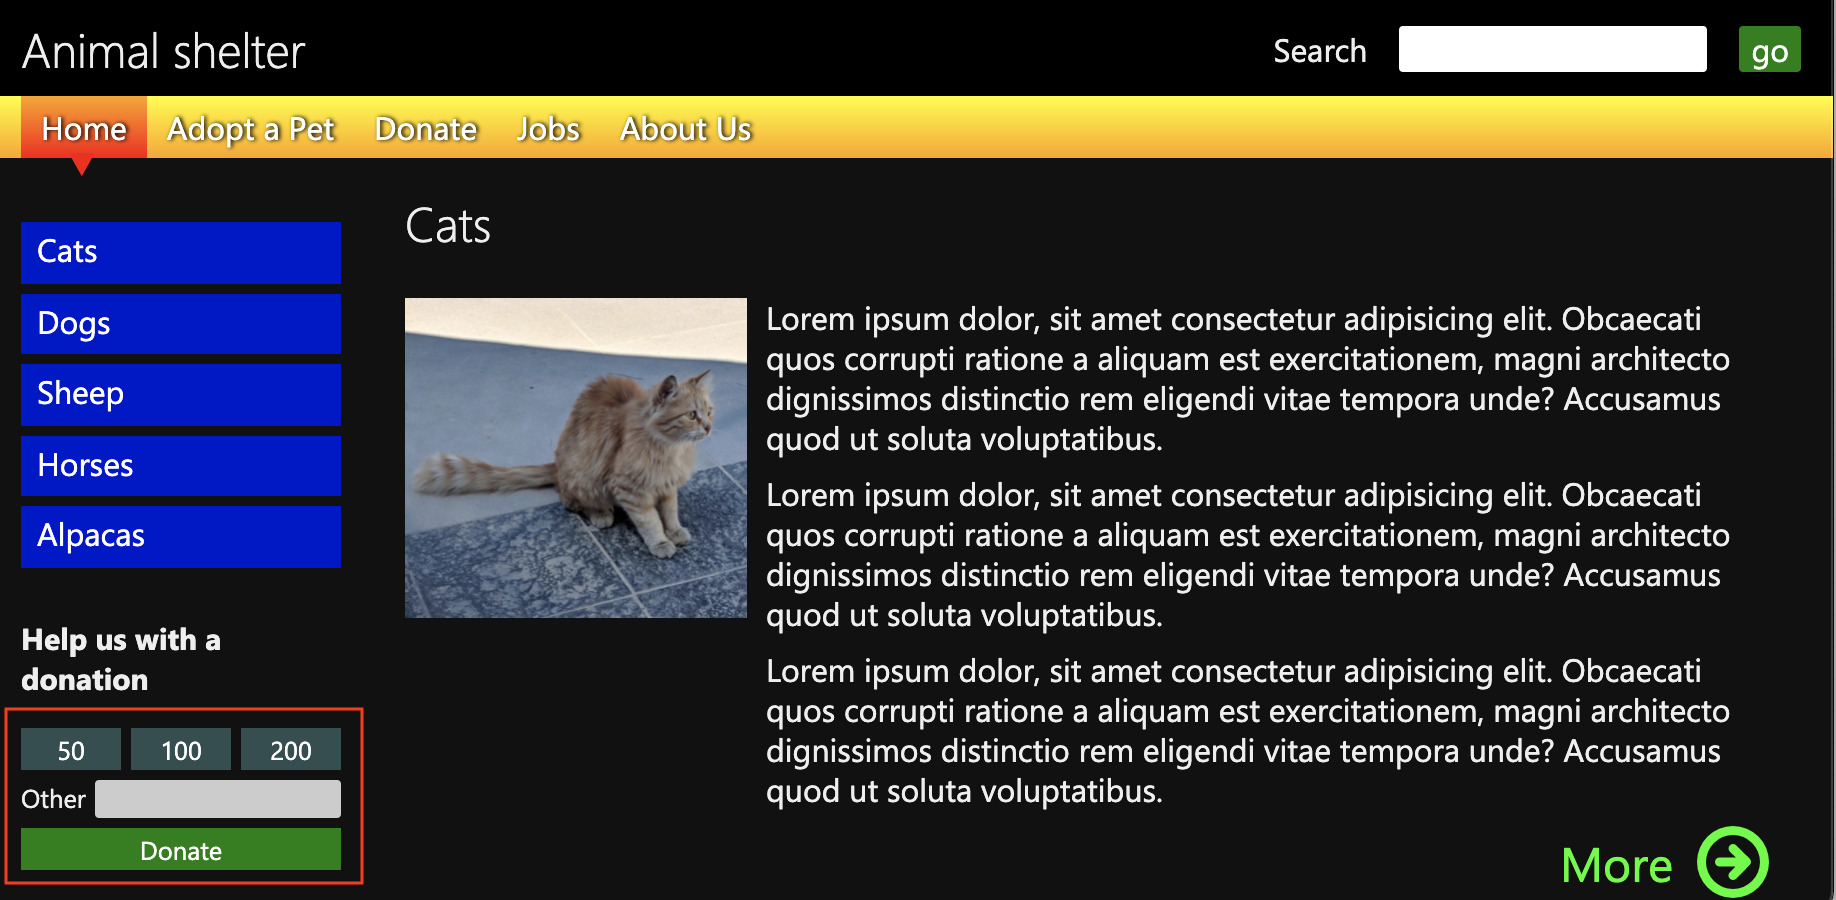 Animal shelter
Search
go
Home Adopt a Pet Donate Jobs About Us
Cats
Dogs
Sheep
Horses
Alpacas
Help us with a
donation
50 100 200
Other
Donate
Cats
Lorem ipsum dolor, sit amet consectetur adipisicing elit. Obcaecati
quos corrupti ratione a aliquam est exercitationem, magni architecto
dignissimos distinctio rem eligendi vitae tempora unde? Accusamus
quod ut soluta voluptatibus.
Lorem ipsum dolor, sit amet consectetur adipisicing elit. Obcaecati
quos corrupti ratione a aliquam est exercitationem, magni architecto
dignissimos distinctio rem eligendi vitae tempora unde? Accusamus
quod ut soluta voluptatibus.
Lorem ipsum dolor, sit amet consectetur adipisicing elit. Obcaecati
quos corrupti ratione a aliquam est exercitationem, magni architecto
dignissimos distinctio rem eligendi vitae tempora unde? Accusamus
quod ut soluta voluptatibus.
More